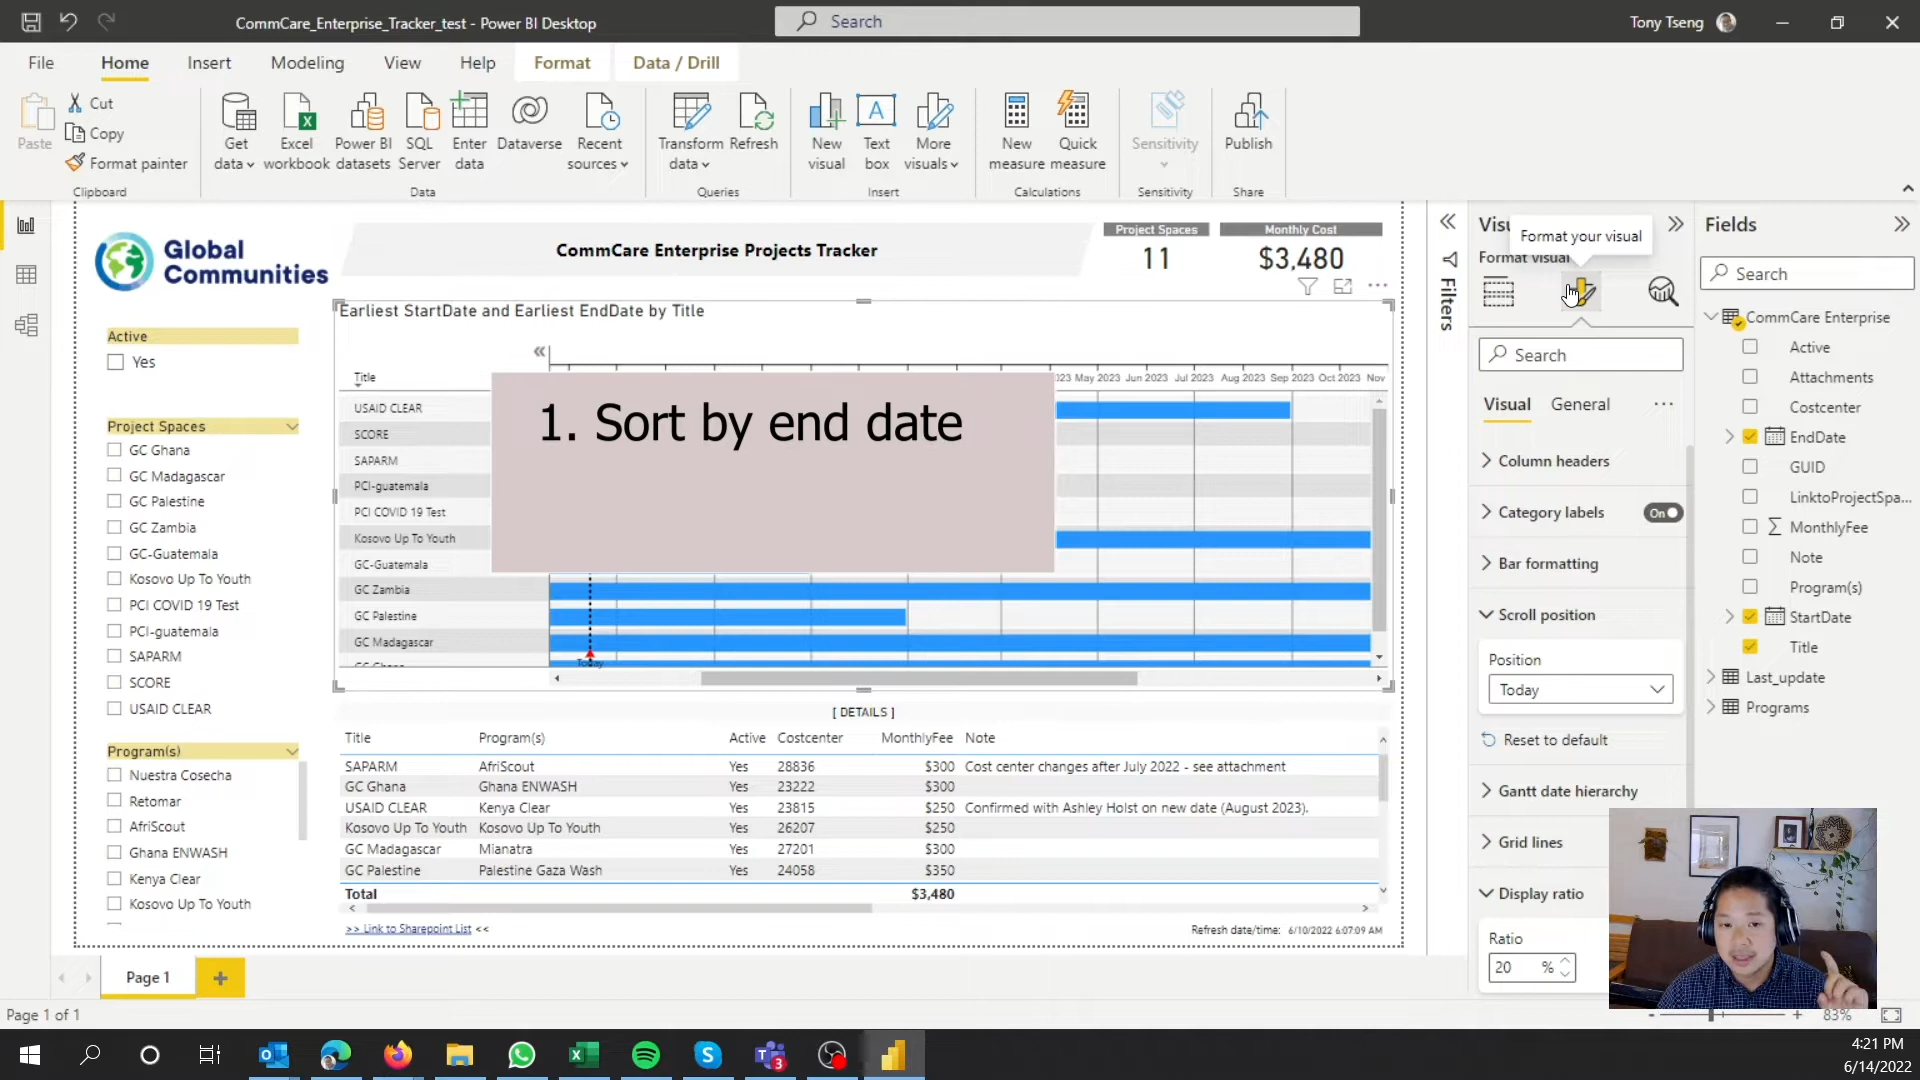 CommCare_Enterprise_Tracker_test - Power BI Desktop
Search
Tony Tseng
File Home Insert Modeling View Help Format Data / Drill
Paste
Cut
Copy
Format painter
Clipboard
Get data
Excel workbook
Power BI datasets
SQL Server
Enter data
Dataverse
Recent sources
Data
Transform data
Refresh
Queries
New visual
Text box
More visuals
Insert
New measure
Quick measure
Calculations
Sensitivity
Sensitivity
Publish
Share
Global Communities
CommCare Enterprise Projects Tracker
Project Spaces
11
Monthly Cost
$3,480
Active
Yes
Project Spaces
GC Ghana
GC Madagascar
GC Palestine
GC Zambia
GC-Guatemala
Kosovo Up To Youth
PCI COVID 19 Test
PCI-guatemala
SAPARM
SCORE
USAID CLEAR
Program(s)
Nuestra Cosecha
Retomar
AfriScout
Ghana ENWASH
Kenya Clear
Kosovo Up To Youth
Earliest StartDate and Earliest EndDate by Title
Title
023 May 2023 Jun 2023 Jul 2023 Aug 2023 Sep 2023 Oct 2023 Nov
USAID CLEAR
SCORE
SAPARM
PCI-guatemala
PCI COVID 19 Test
Kosovo Up To Youth
GC-Guatemala
GC Zambia
GC Palestine
GC Madagascar
GC Ghana
Today
1. Sort by end date
[ DETAILS ]
Title Program(s) Active Costcenter MonthlyFee Note
SAPARM AfriScout Yes 28836 $300 Cost center changes after July 2022 - see attachment
GC Ghana Ghana ENWASH Yes 23222 $300
USAID CLEAR Kenya Clear Yes 23815 $250 Confirmed with Ashley Holst on new date (August 2023).
Kosovo Up To Youth Kosovo Up To Youth Yes 26207 $250
GC Madagascar Mianatra Yes 27201 $300
GC Palestine Palestine Gaza Wash Yes 24058 $350
Total $3,480
>> Link to Sharepoint List <<
Refresh date/time: 6/10/2022 6:07:09 AM
Filters
Format your visual
Format visual
Search
Visual General
Column headers
Category labels On
Bar formatting
Scroll position
Position
Today
Reset to default
Gantt date hierarchy
Grid lines
Display ratio
Ratio
20 %
Fields
Search
CommCare Enterprise
Active
Attachments
Costcenter
EndDate
GUID
LinktoProjectSpa...
MonthlyFee
Note
Program(s)
StartDate
Title
Last_update
Programs
Page 1
Page 1 of 1
83%
3
4:21 PM
6/14/2022